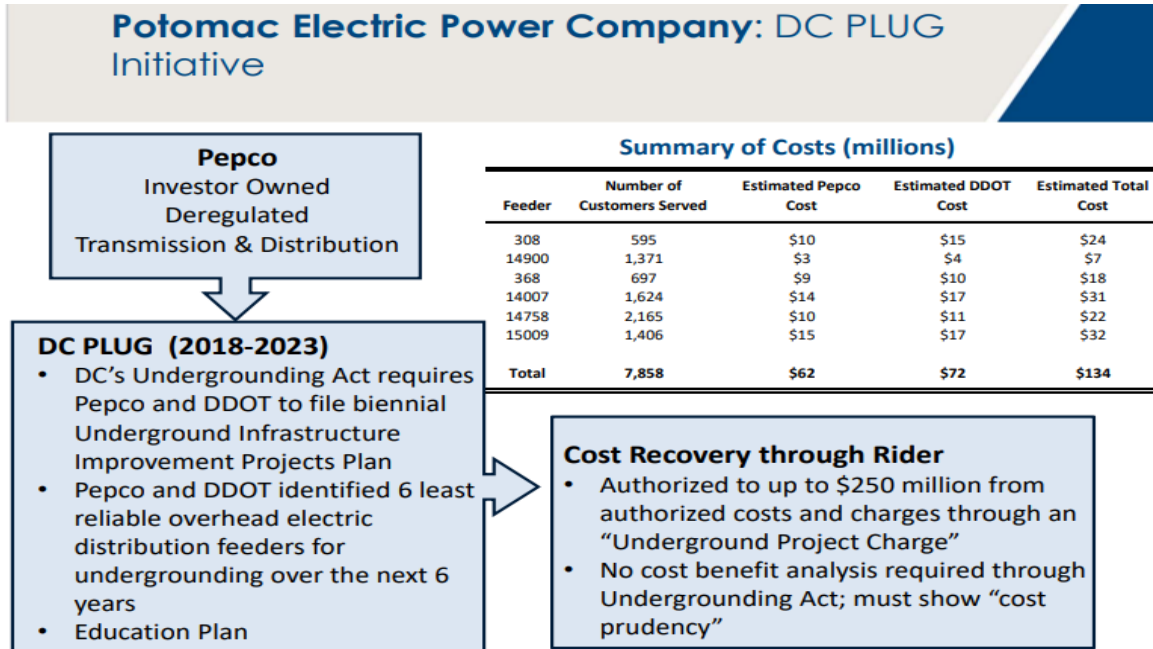 Potomac Electric Power Company: DC PLUG
Initiative
Pepco
Investor Owned
Deregulated
Transmission & Distribution
DC PLUG (2018-2023)
• DC's Undergrounding Act requires
Pepco and DDOT to file biennial
Underground Infrastructure
Improvement Projects Plan
• Pepco and DDOT identified 6 least
reliable overhead electric
distribution feeders for
undergrounding over the next 6
years
• Education Plan
Summary of Costs (millions)
Number of Estimated Pepco Estimated DDOT Estimated Total
Feeder Customers Served Cost Cost Cost
308 595 $10 $15 $24
14900 1,371 $3 $4 $7
368 697 $9 $10 $18
14007 1,624 $14 $17 $31
14758 2,165 $10 $11 $22
15009 1,406 $15 $17 $32
Total 7,858 $62 $72 $134
Cost Recovery through Rider
• Authorized to up to $250 million from
authorized costs and charges through an
“Underground Project Charge”
• No cost benefit analysis required through
Undergrounding Act; must show “cost
prudency”